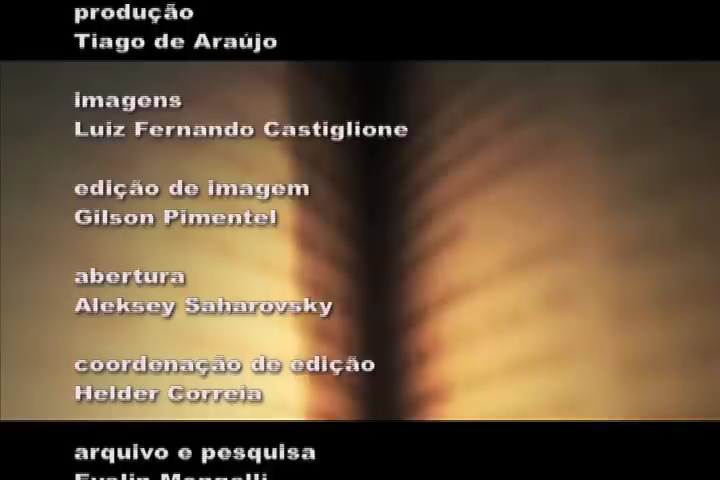 produção
Tiago de Araújo
imagens
Luiz Fernando Castiglione
edição de imagem
Gilson Pimentel
abertura
Aleksey Saharovsky
coordenação de edição
Helder Correia
arquivo e pesquisa